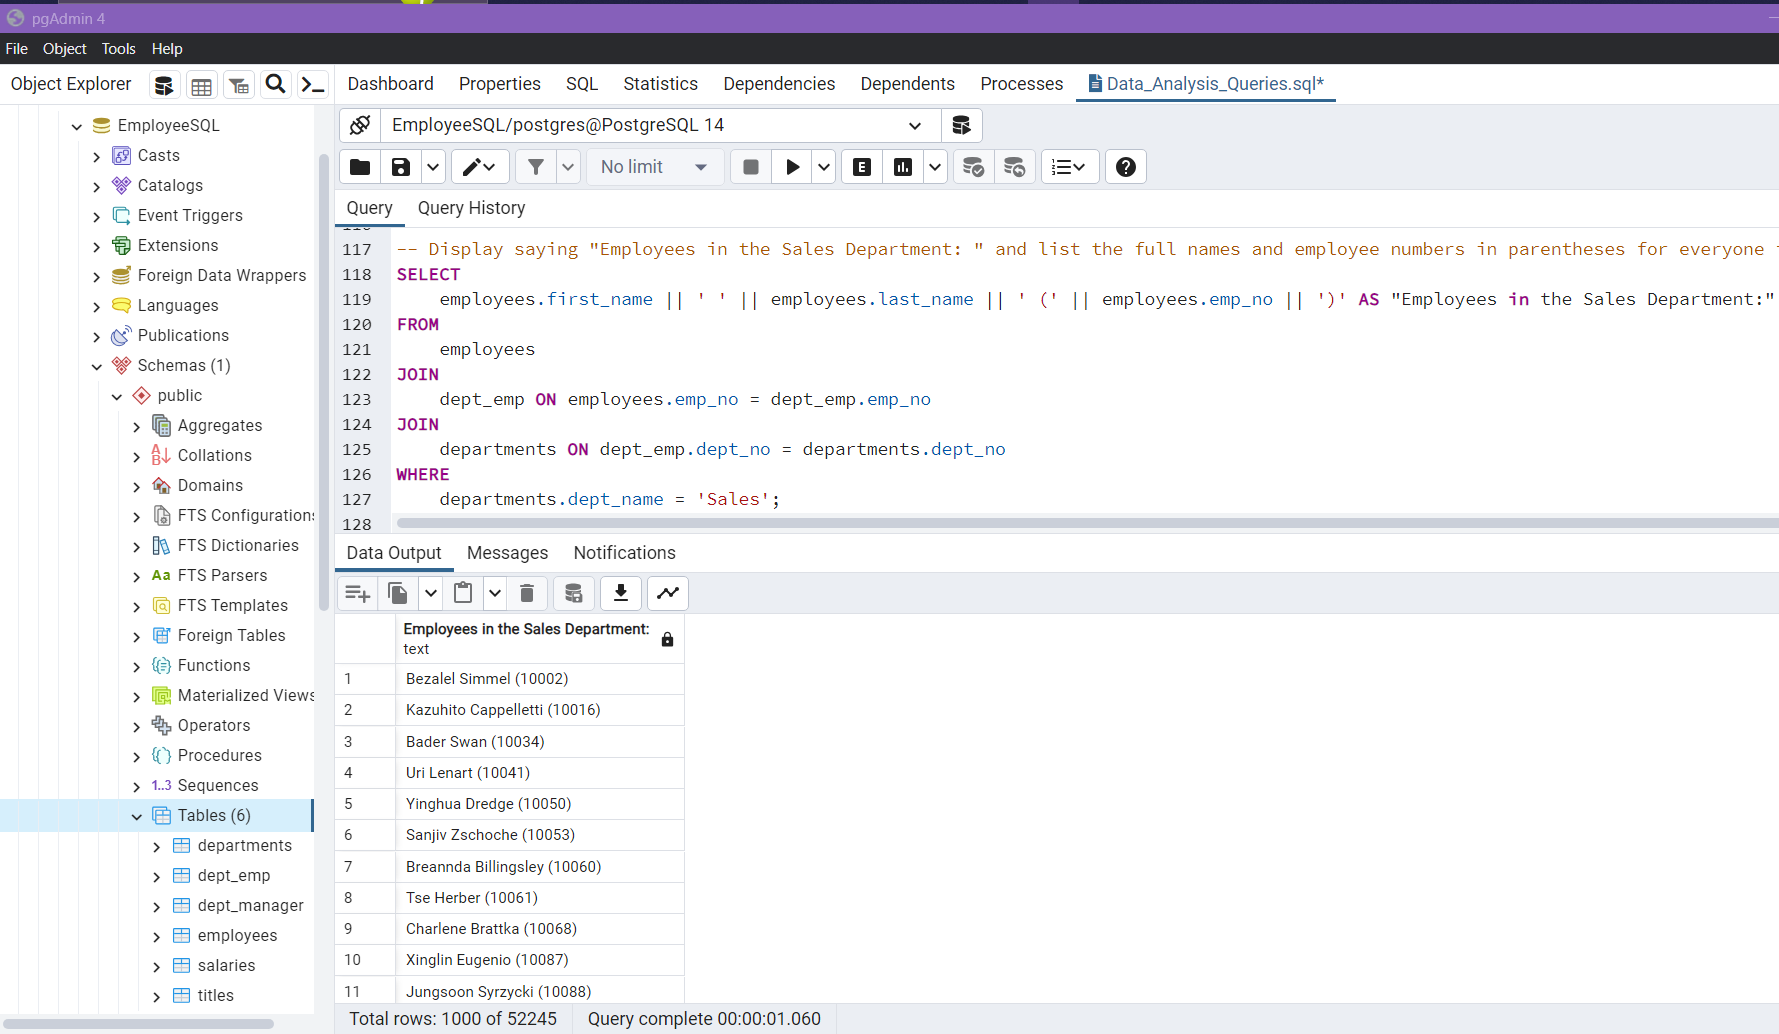 pgAdmin 4
File Object Tools Help
Object Explorer
Dashboard Properties SQL Statistics Dependencies Dependents Processes Data_Analysis_Queries.sql*
EmployeeSQL
Casts
Catalogs
Event Triggers
Extensions
Foreign Data Wrappers
Languages
Publications
Schemas (1)
public
Aggregates
Collations
Domains
FTS Configurations
FTS Dictionaries
Aa FTS Parsers
FTS Templates
Foreign Tables
Functions
Materialized Views
Operators
Procedures
1..3 Sequences
Tables (6)
departments
dept_emp
dept_manager
employees
salaries
titles
EmployeeSQL/postgres@PostgreSQL 14
No limit
E
Query Query History
117 -- Display saying "Employees in the Sales Department: " and list the full names and employee numbers in parentheses for everyone
118 SELECT
119 employees.first_name || ' ' || employees.last_name || ' (' || employees.emp_no || ')' AS "Employees in the Sales Department:"
120 FROM
121 employees
122 JOIN
123 dept_emp ON employees.emp_no = dept_emp.emp_no
124 JOIN
125 departments ON dept_emp.dept_no = departments.dept_no
126 WHERE
127 departments.dept_name = 'Sales';
128
Data Output Messages Notifications
Employees in the Sales Department:
text
1 Bezalel Simmel (10002)
2 Kazuhito Cappelletti (10016)
3 Bader Swan (10034)
4 Uri Lenart (10041)
5 Yinghua Dredge (10050)
6 Sanjiv Zschoche (10053)
7 Breannda Billingsley (10060)
8 Tse Herber (10061)
9 Charlene Brattka (10068)
10 Xinglin Eugenio (10087)
11 Jungsoon Syrzycki (10088)
Total rows: 1000 of 52245 Query complete 00:00:01.060